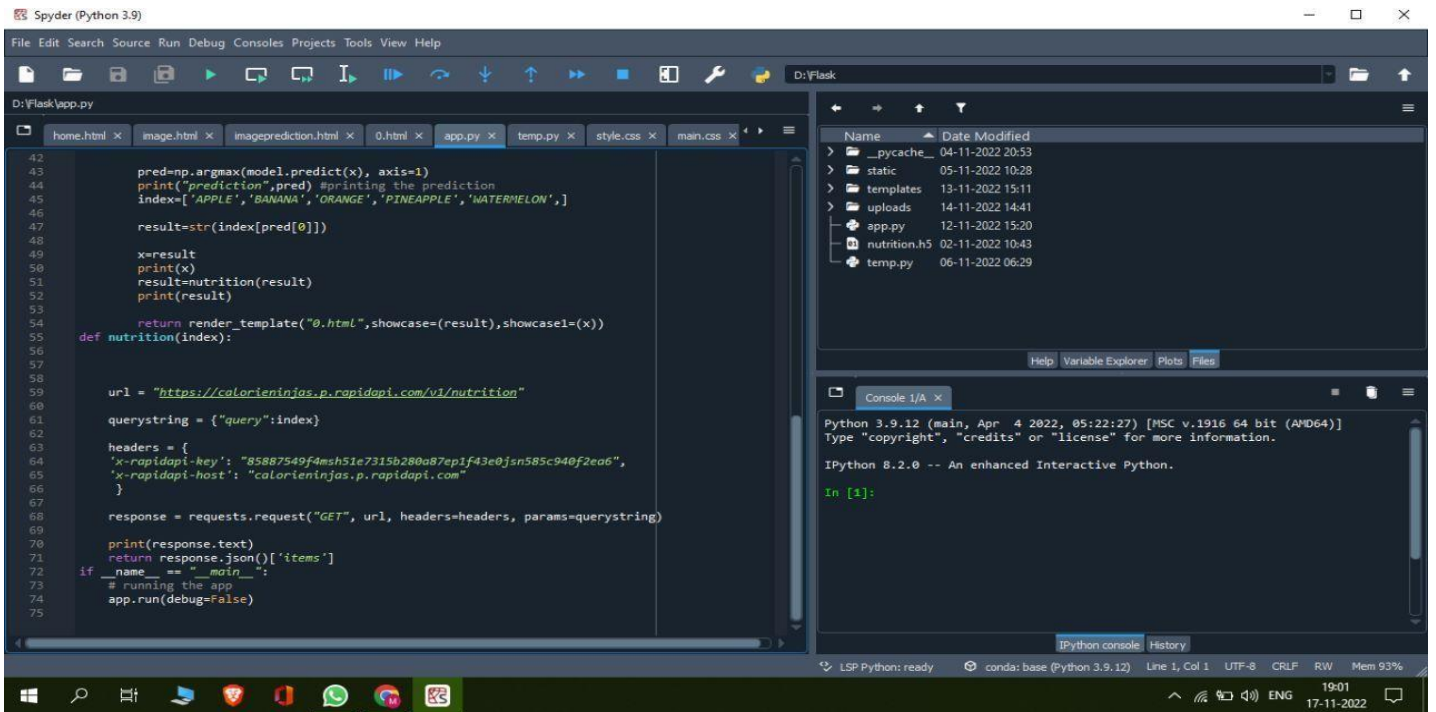 Spyder (Python 3.9)
File Edit Search Source Run Debug Consoles Projects Tools View Help
D:\Flask
D:\Flask\app.py
home.html image.html imageprediction.html 0.html app.py temp.py style.css main.css
42
43 pred=np.argmax(model.predict(x), axis=1)
44 print("prediction",pred) #printing the prediction
45 index=['APPLE','BANANA','ORANGE','PINEAPPLE','WATERMELON',]
46
47 result=str(index[pred[0]])
48
49 x=result
50 print(x)
51 result=nutrition(result)
52 print(result)
53
54 return render_template("0.html",showcase=(result),showcase1=(x))
55 def nutrition(index):
56
57
58
59 url = "https://calorieninjas.p.rapidapi.com/v1/nutrition"
60
61 querystring = {"query":index}
62
63 headers = {
64 'x-rapidapi-key': "85887549f4msh51e7315b280a87ep1f43e0jsn585c940f2ea6",
65 'x-rapidapi-host': "calorieninjas.p.rapidapi.com"
66 }
67
68 response = requests.request("GET", url, headers=headers, params=querystring)
69
70 print(response.text)
71 return response.json()['items']
72 if __name__ == "__main__":
73 # running the app
74 app.run(debug=False)
75
Name Date Modified
__pycache__ 04-11-2022 20:53
static 05-11-2022 10:28
templates 13-11-2022 15:11
uploads 14-11-2022 14:41
app.py 12-11-2022 15:20
nutrition.h5 02-11-2022 10:43
temp.py 06-11-2022 06:29
Help Variable Explorer Plots Files
Console 1/A
Python 3.9.12 (main, Apr 4 2022, 05:22:27) [MSC v.1916 64 bit (AMD64)]
Type "copyright", "credits" or "license" for more information.
IPython 8.2.0 -- An enhanced Interactive Python.
In [1]:
IPython console History
LSP Python: ready conda: base (Python 3.9.12) Line 1, Col 1 UTF-8 CRLF RW Mem 93%
ENG 19:01
17-11-2022